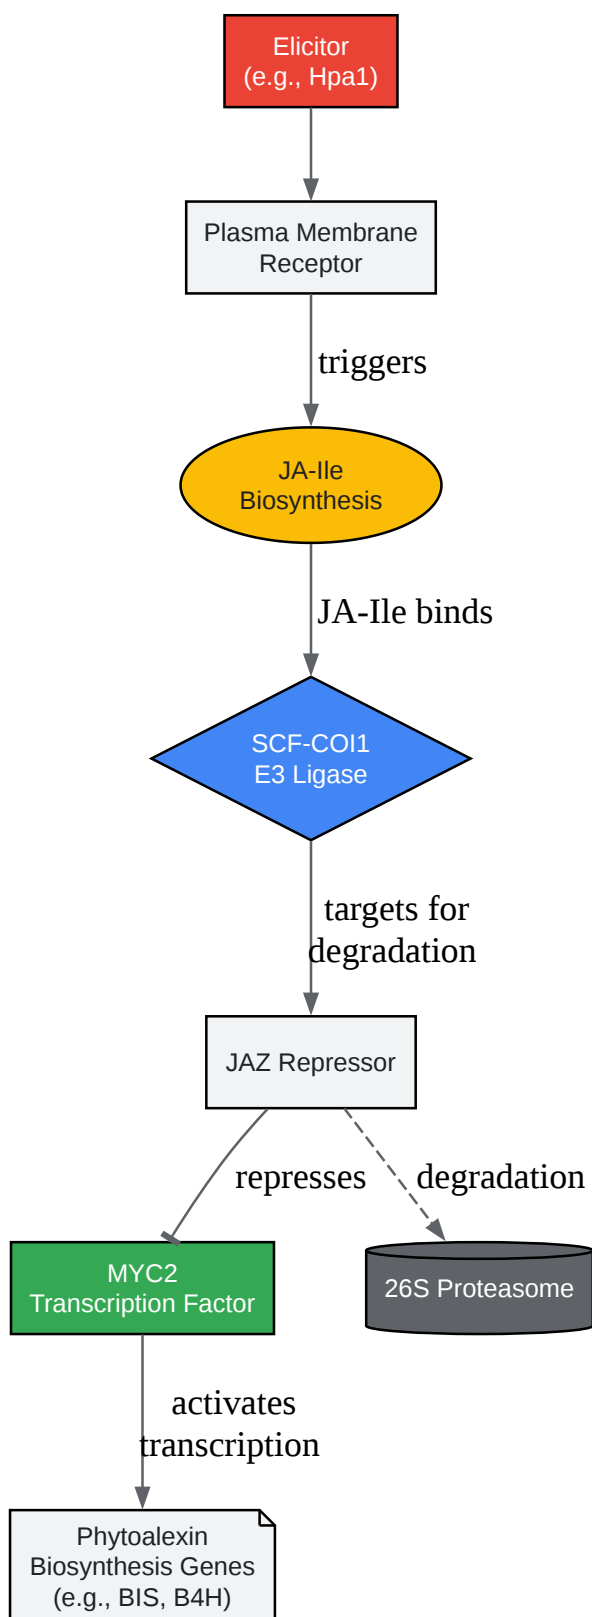 Elicitor
(e.g., Hpa1)
Plasma Membrane
Receptor
triggers
JA-Ile
Biosynthesis
JA-Ile binds
SCF-COI1
E3 Ligase
targets for
degradation
JAZ Repressor
represses
degradation
MYC2
Transcription Factor
26S Proteasome
activates
transcription
Phytoalexin
Biosynthesis Genes
(e.g., BIS, B4H)